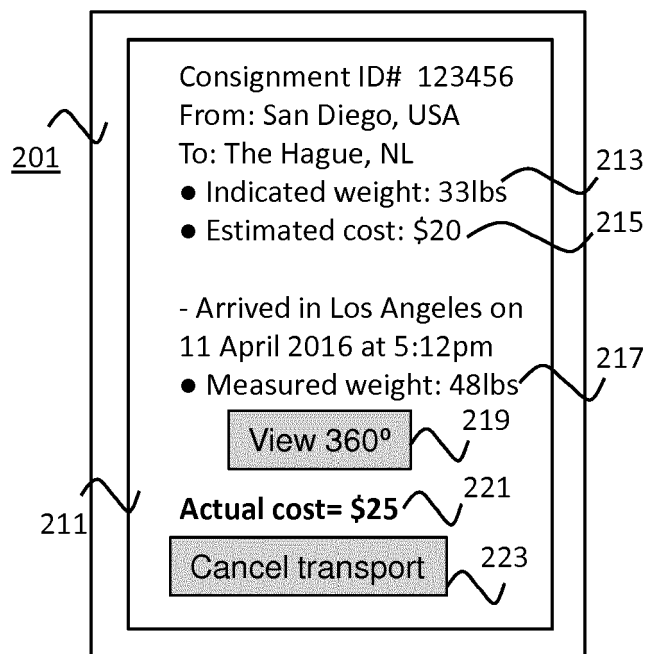 Consignment ID# 123456
From: San Diego, USA
201
To: The Hague, NL
213
● Indicated weight: 33lbs
● Estimated cost: $20
215
- Arrived in Los Angeles on
11 April 2016 at 5:12pm
217
● Measured weight: 48lbs
View 360º
219
211
Actual cost= $25
221
Cancel transport
223